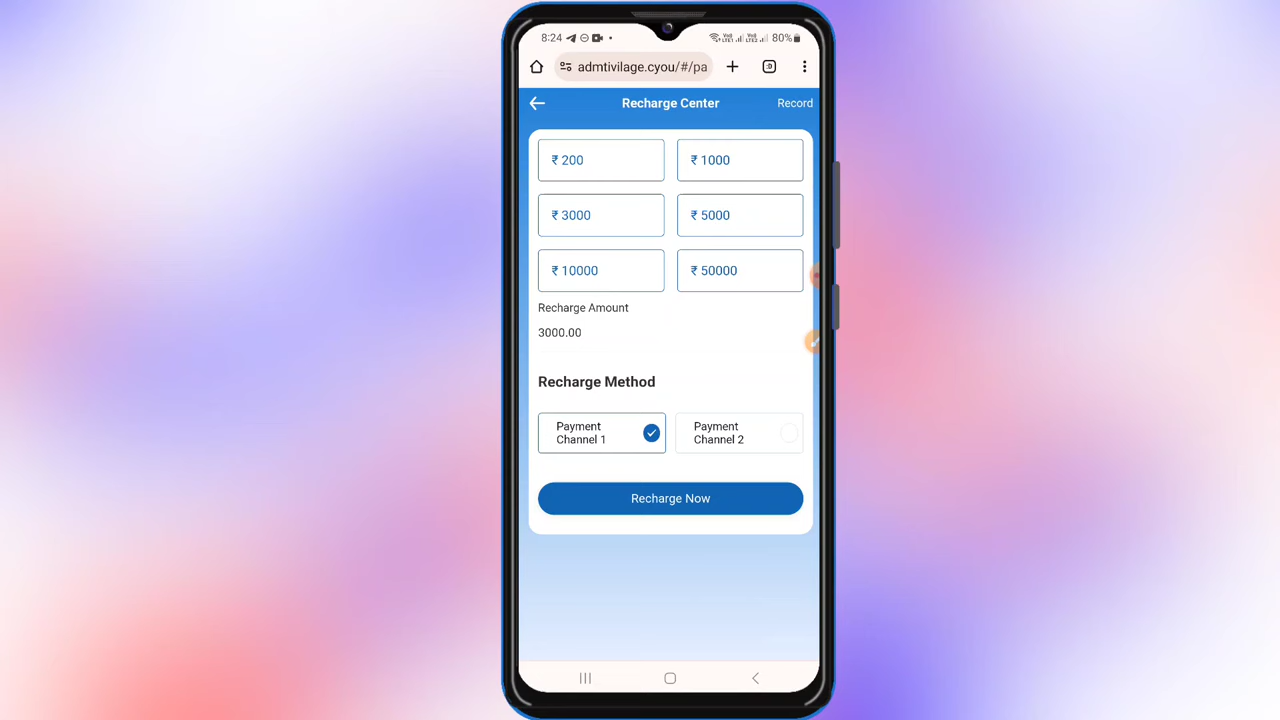 8:24
80%
admtivilage.cyou/#/pa
Recharge Center
Record
₹ 200
₹ 1000
₹ 3000
₹ 5000
₹ 10000
₹ 50000
Recharge Amount
3000.00
Recharge Method
Payment
Channel 1
Payment
Channel 2
Recharge Now